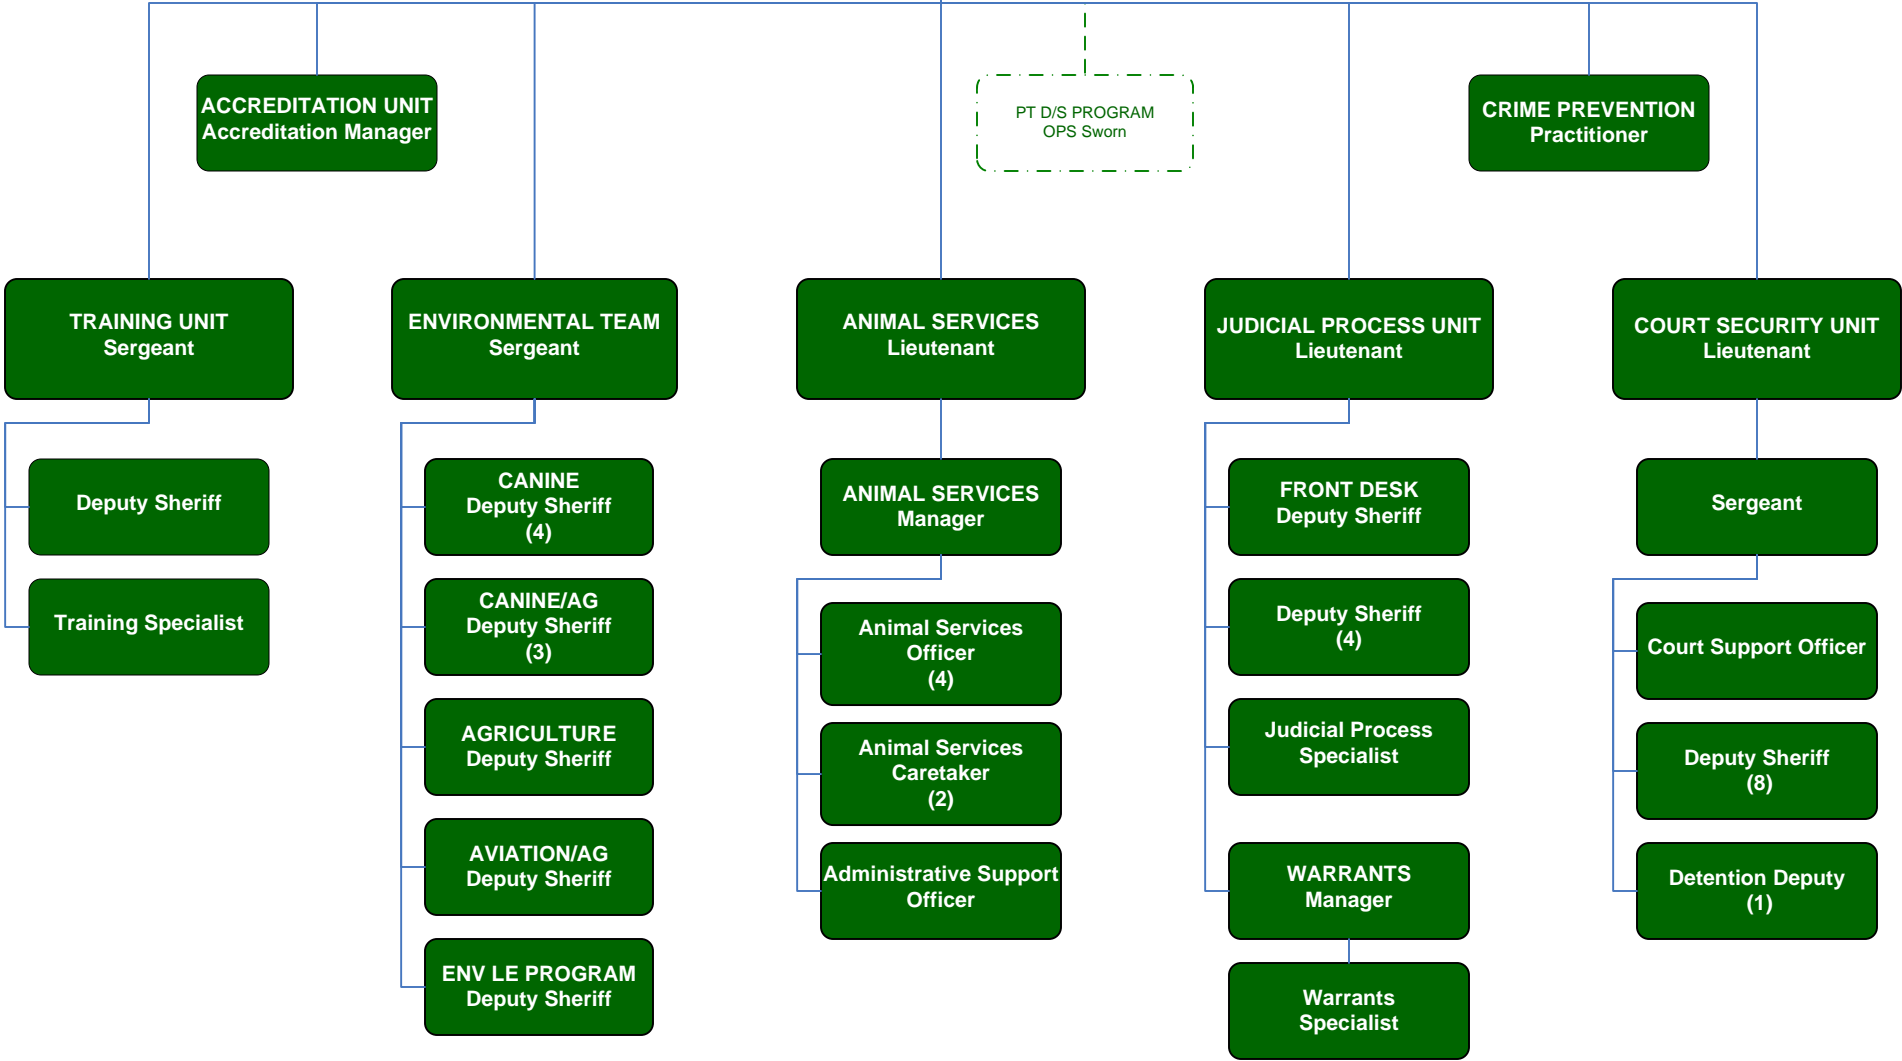 ACCREDITATION UNIT
Accreditation Manager
PT D/S PROGRAM
OPS Sworn
CRIME PREVENTION
Practitioner
TRAINING UNIT
Sergeant
Deputy Sheriff
Training Specialist
ENVIRONMENTAL TEAM
Sergeant
CANINE
Deputy Sheriff
(4)
CANINE/AG
Deputy Sheriff
(3)
AGRICULTURE
Deputy Sheriff
AVIATION/AG
Deputy Sheriff
ENV LE PROGRAM
Deputy Sheriff
ANIMAL SERVICES
Lieutenant
ANIMAL SERVICES
Manager
Animal Services
Officer
(4)
Animal Services
Caretaker
(2)
Administrative Support
Officer
JUDICIAL PROCESS UNIT
Lieutenant
FRONT DESK
Deputy Sheriff
Deputy Sheriff
(4)
Judicial Process
Specialist
WARRANTS
Manager
Warrants
Specialist
COURT SECURITY UNIT
Lieutenant
Sergeant
Court Support Officer
Deputy Sheriff
(8)
Detention Deputy
(1)